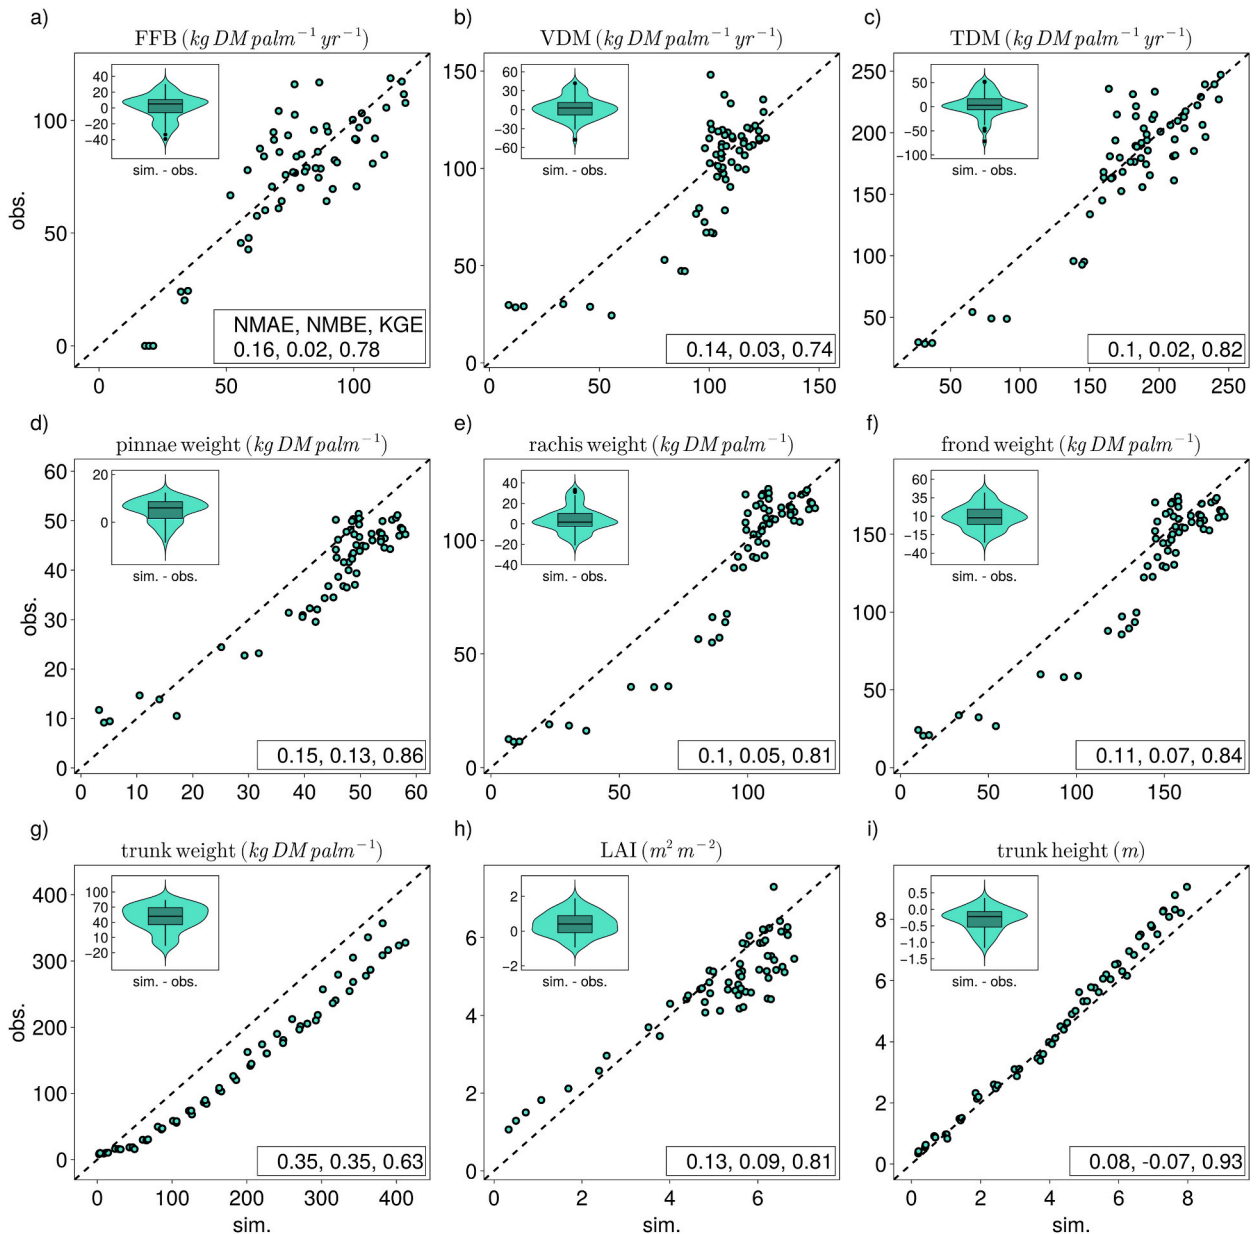 a)
FFB (kg DM palm⁻¹ yr⁻¹)
obs.
100
50
0
0
50
100
40
20
0
−20
−40
sim. - obs.
NMAE, NMBE, KGE
0.16, 0.02, 0.78
b)
VDM (kg DM palm⁻¹ yr⁻¹)
150
100
50
0
0
50
100
150
60
30
0
−30
−60
sim. - obs.
0.14, 0.03, 0.74
c)
TDM (kg DM palm⁻¹ yr⁻¹)
250
200
150
100
50
50
100
150
200
250
50
0
−50
−100
sim. - obs.
0.1, 0.02, 0.82
d)
pinnae weight (kg DM palm⁻¹)
obs.
60
50
40
30
20
10
0
0
10
20
30
40
50
60
20
0
sim. - obs.
0.15, 0.13, 0.86
e)
rachis weight (kg DM palm⁻¹)
100
50
0
0
50
100
40
20
0
−20
−40
sim. - obs.
0.1, 0.05, 0.81
f)
frond weight (kg DM palm⁻¹)
150
100
50
0
0
50
100
150
60
35
10
−15
−40
sim. - obs.
0.11, 0.07, 0.84
g)
trunk weight (kg DM palm⁻¹)
obs.
400
300
200
100
0
0
100
200
300
400
sim.
100
70
40
10
−20
sim. - obs.
0.35, 0.35, 0.63
h)
LAI (m² m⁻²)
6
4
2
0
0
2
4
6
2
0
−2
sim. - obs.
0.13, 0.09, 0.81
i)
trunk height (m)
8
6
4
2
0
0
2
4
6
8
sim.
0.5
0.0
−0.5
−1.0
−1.5
sim. - obs.
0.08, -0.07, 0.93